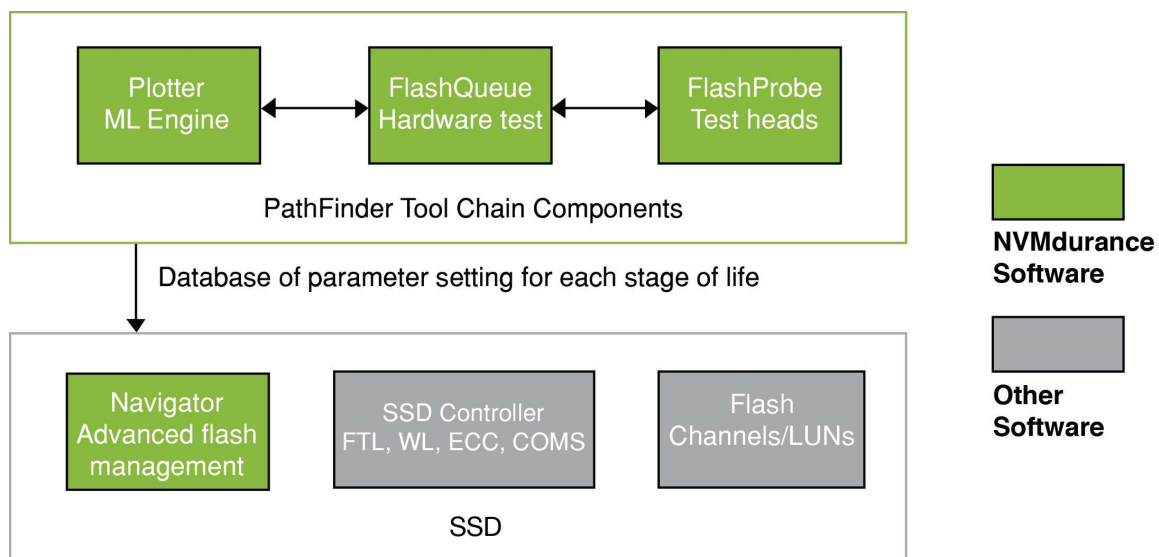 Plotter
ML Engine
FlashQueue
Hardware test
FlashProbe
Test heads
PathFinder Tool Chain Components
NVMdurance
Software
Database of parameter setting for each stage of life
Other
Software
Navigator
Advanced flash
management
SSD Controller
FTL, WL, ECC, COMS
Flash
Channels/LUNs
SSD